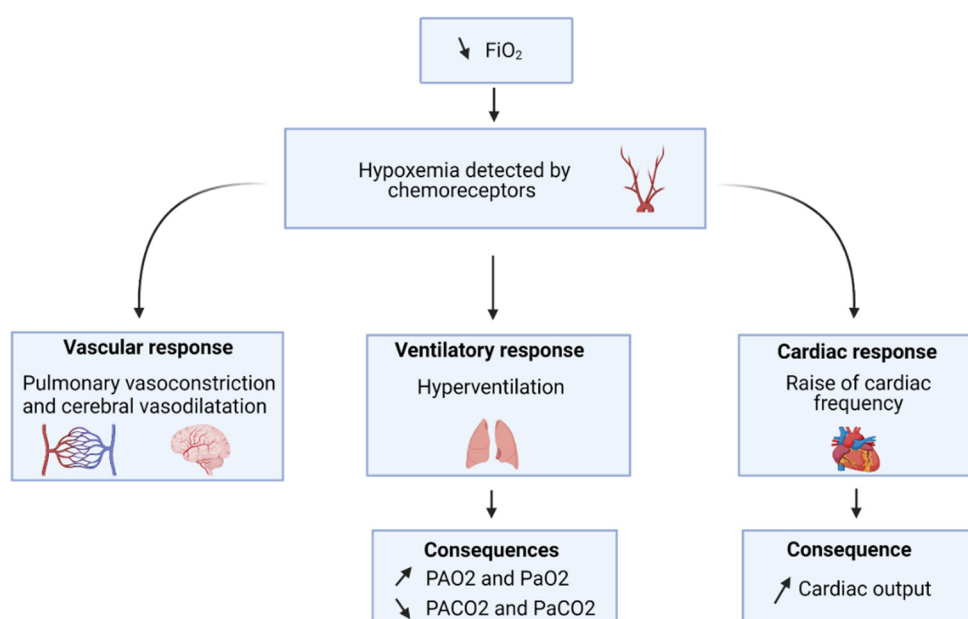 ↘ FiO₂
Hypoxemia detected by
chemoreceptors
Vascular response
Pulmonary vasoconstriction
and cerebral vasodilatation
Ventilatory response
Hyperventilation
Cardiac response
Raise of cardiac
frequency
Consequences
↗ PAO2 and PaO2
↘ PACO2 and PaCO2
Consequence
↗ Cardiac output